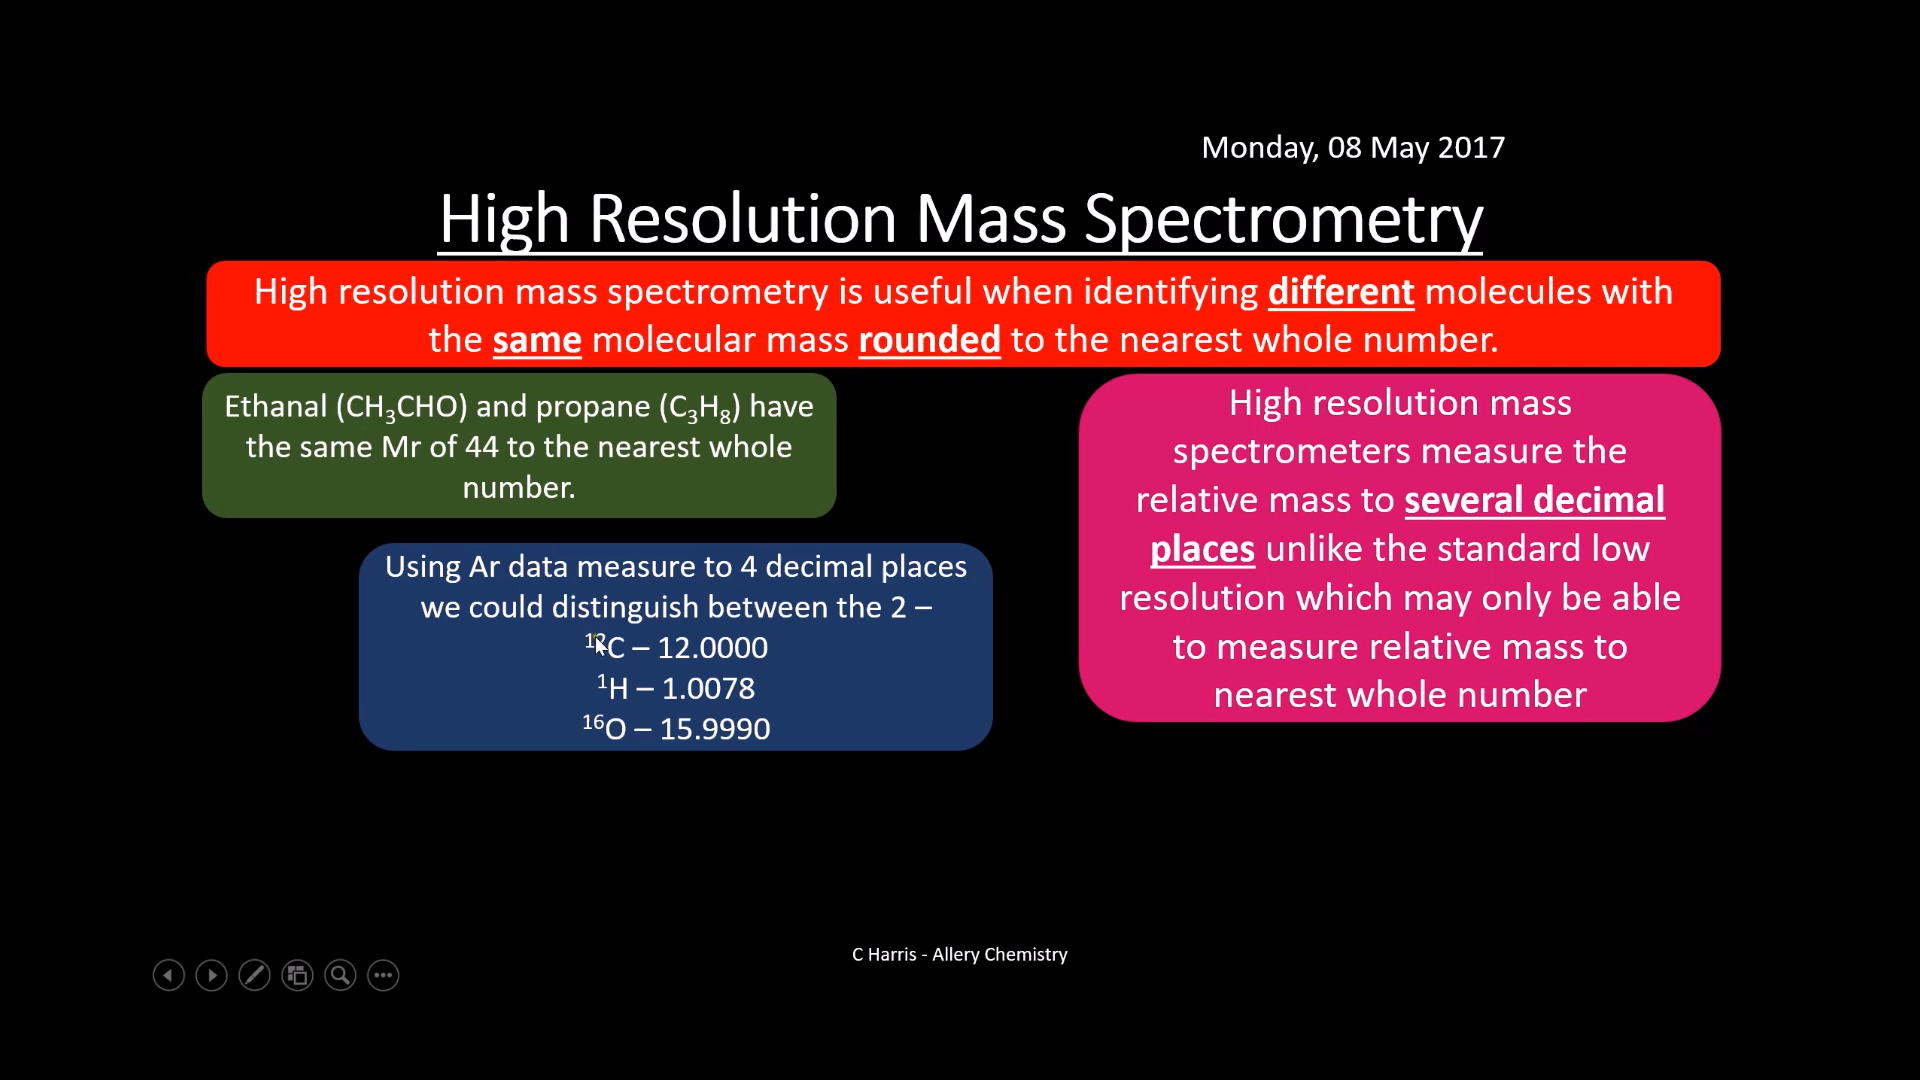 Monday, 08 May 2017
High Resolution Mass Spectrometry
High resolution mass spectrometry is useful when identifying different molecules with
the same molecular mass rounded to the nearest whole number.
Ethanal (CH₃CHO) and propane (C₃H₈) have
the same Mr of 44 to the nearest whole
number.
Using Ar data measure to 4 decimal places
we could distinguish between the 2 –
¹²C – 12.0000
¹H – 1.0078
¹⁶O – 15.9990
High resolution mass
spectrometers measure the
relative mass to several decimal
places unlike the standard low
resolution which may only be able
to measure relative mass to
nearest whole number
C Harris - Allery Chemistry